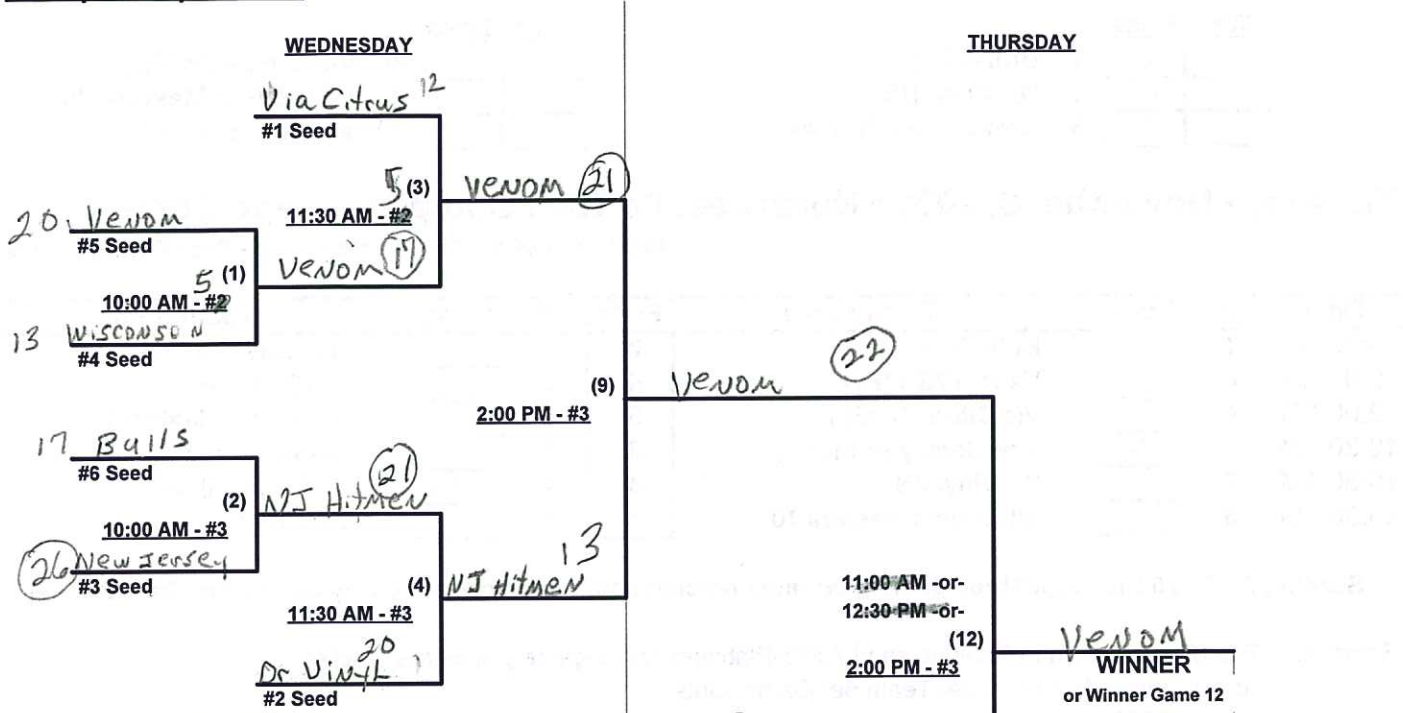 WEDNESDAY
THURSDAY
Via Citrus 12
#1 Seed
5 (3)
11:30 AM - #2
VENOM 21
20 VENOM
#5 Seed
5 (1)
10:00 AM - #2
VENOM 17
13 WISCONSON
#4 Seed
(9)
2:00 PM - #3
VENOM 22
17 Bulls
#6 Seed
(2)
10:00 AM - #3
NJ Hitmen 21
26 New Jersey
#3 Seed
(4)
11:30 AM - #3
NJ Hitmen 13
Dr Vinyl 20
#2 Seed
11:00 AM -or-
12:30 PM -or-
(12)
2:00 PM - #3
VENOM
WINNER
or Winner Game 12